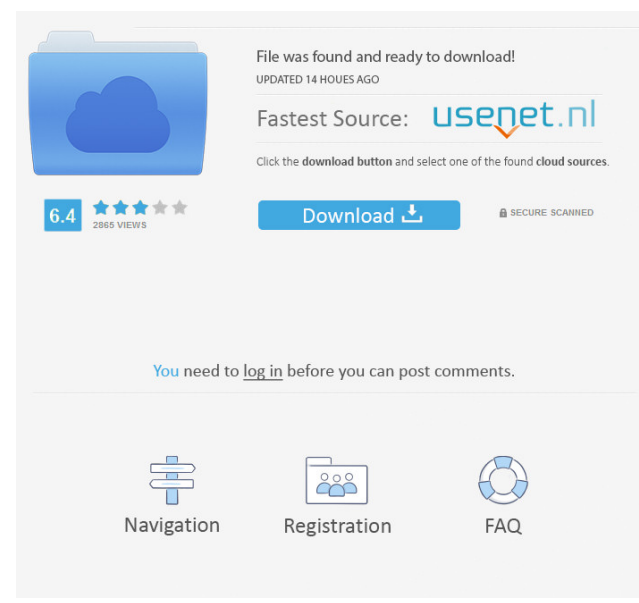 File was found and ready to download!
UPDATED 14 HOUES AGO
Fastest Source: usenet.nl
Click the download button and select one of the found cloud sources.
6.4
2865 VIEWS
Download
SECURE SCANNED
You need to log in before you can post comments.
Navigation
Registration
FAQ